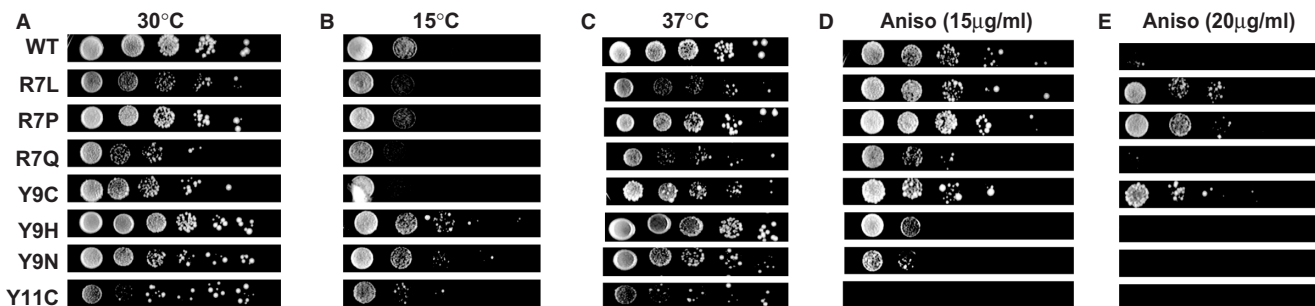 A 30°C B 15°C C 37°C D Aniso (15µg/ml) E Aniso (20µg/ml)
WT
R7L
R7P
R7Q
Y9C
Y9H
Y9N
Y11C